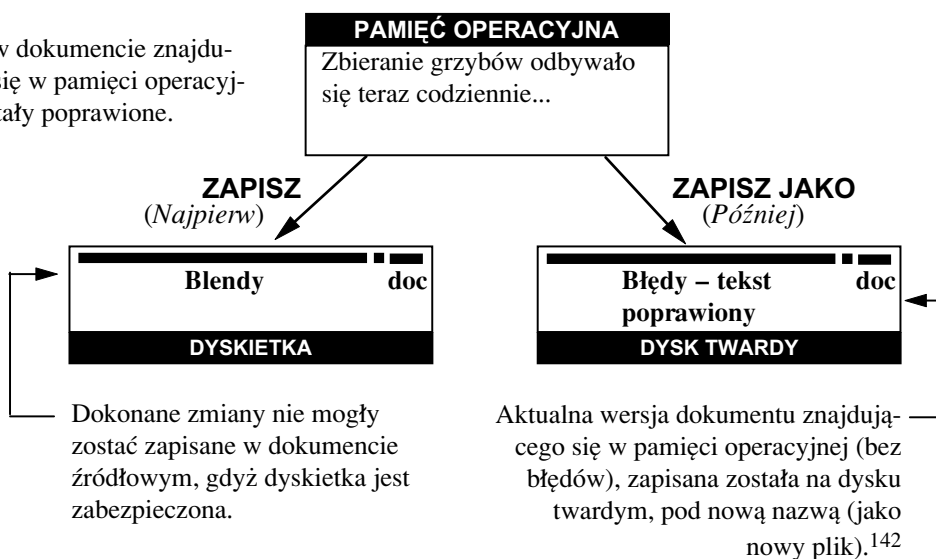 w dokumencie znajdu-
się w pamięci operacyj-
tały poprawione.
PAMIĘĆ OPERACYJNA
Zbieranie grzybów odbywało
się teraz codziennie...
ZAPISZ
(Najpierw)
ZAPISZ JAKO
(Później)
Blendy doc
DYSKIETKA
Błędy – tekst doc
poprawiony
DYSK TWARDY
Dokonane zmiany nie mogły
zostać zapisane w dokumencie
źródłowym, gdyż dyskietka jest
zabezpieczona.
Aktualna wersja dokumentu znajdują-
cego się w pamięci operacyjnej (bez
błędów), zapisana została na dysku
twardym, pod nową nazwą (jako
nowy plik).142